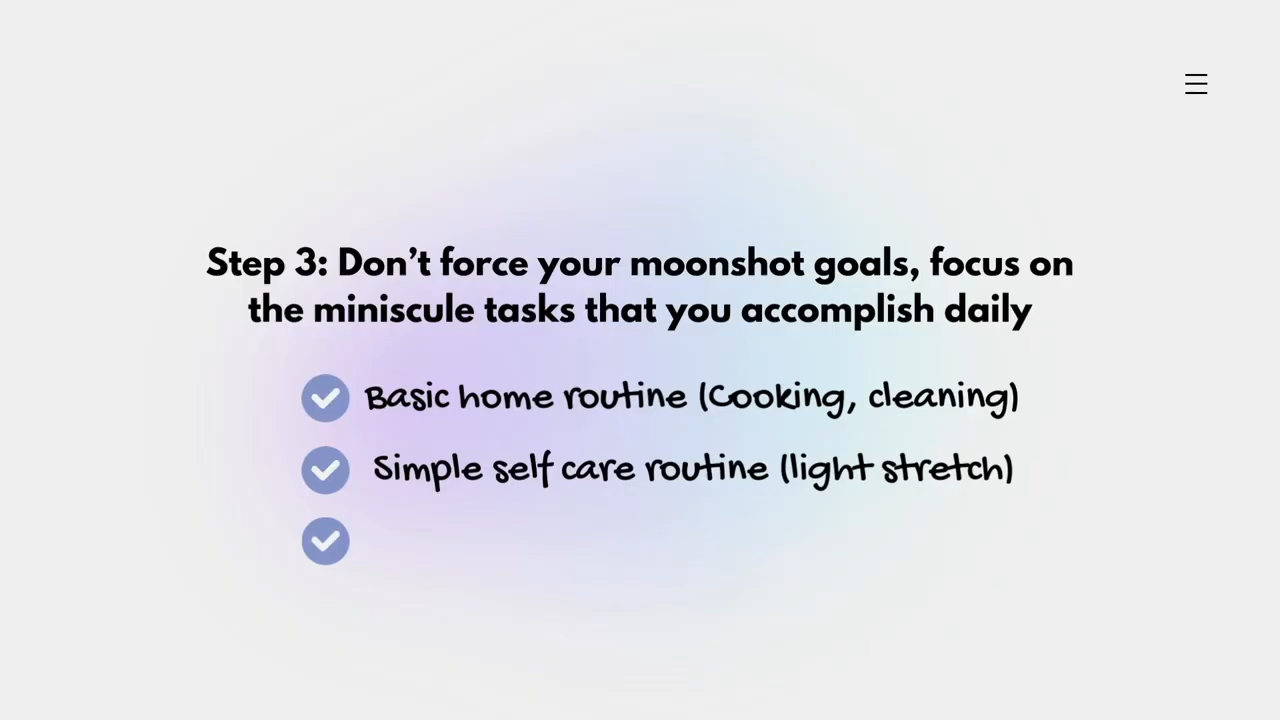 Step 3: Don’t force your moonshot goals, focus on
the miniscule tasks that you accomplish daily
Basic home routine (Cooking, cleaning)
Simple self care routine (light stretch)